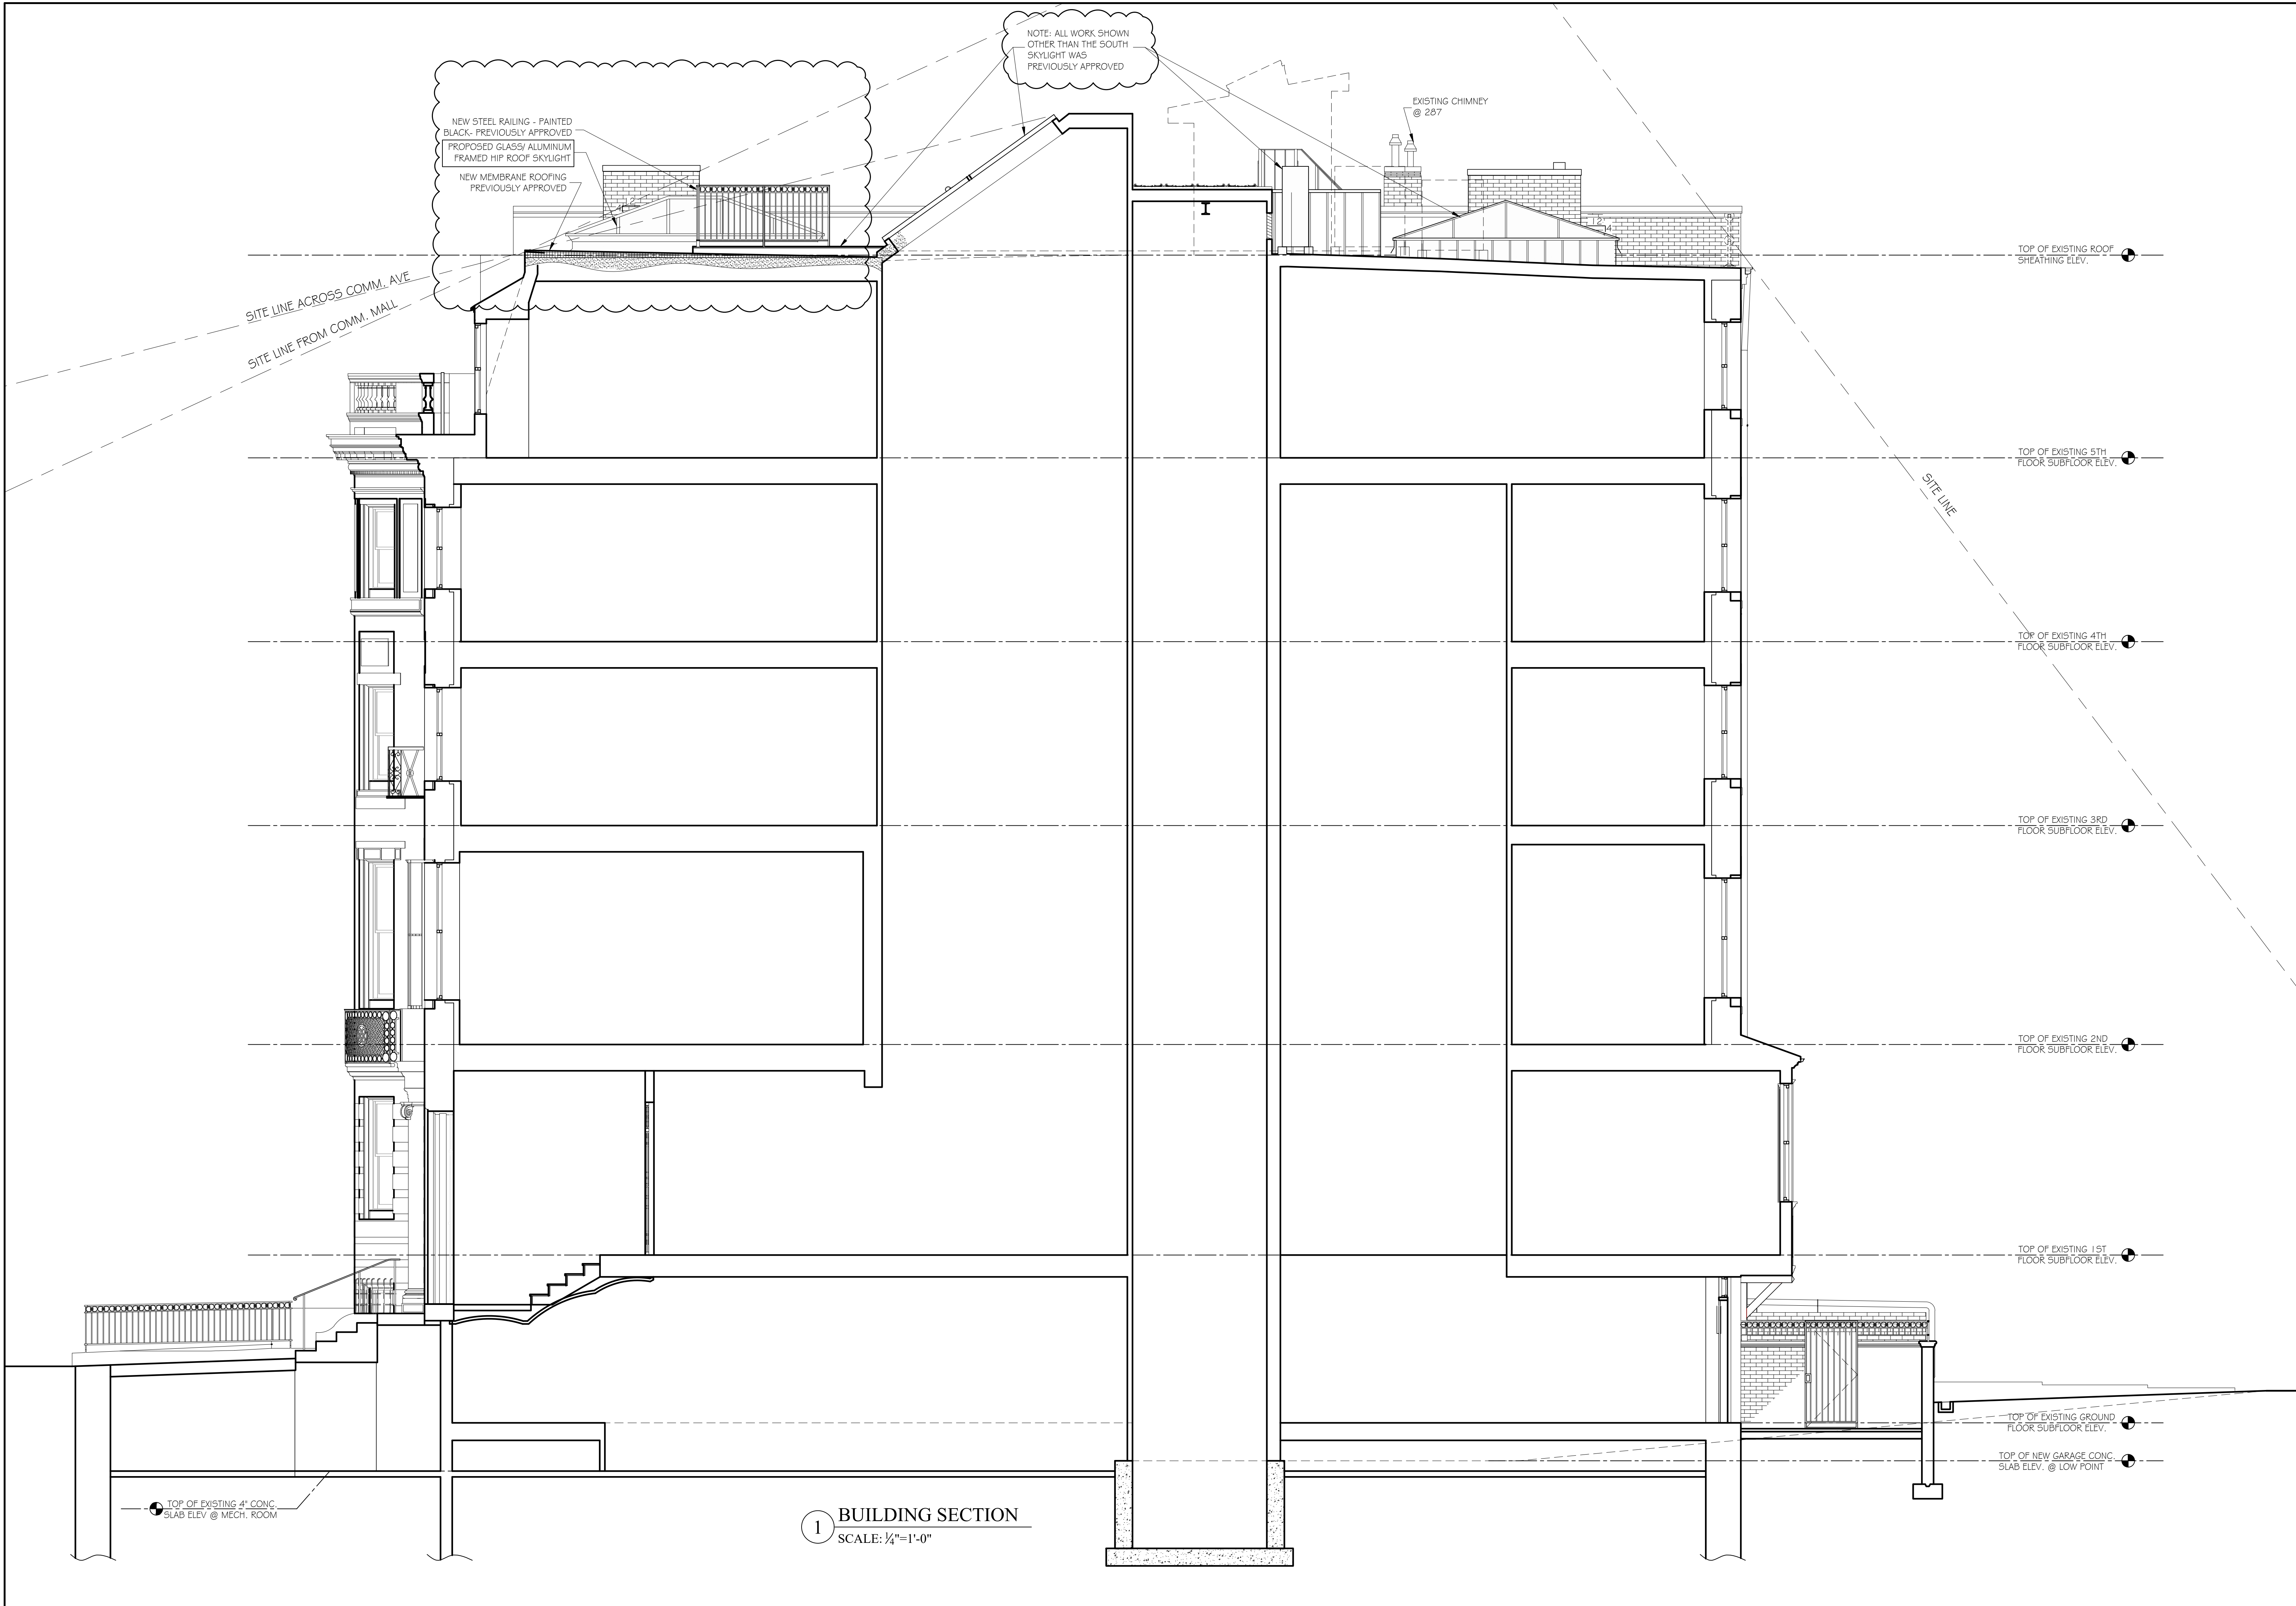 NOTE: ALL WORK SHOWN
OTHER THAN THE SOUTH
SKYLIGHT WAS
PREVIOUSLY APPROVED
NEW STEEL RAILING - PAINTED
BLACK- PREVIOUSLY APPROVED
PROPOSED GLASS/ ALUMINUM
FRAMED HIP ROOF SKYLIGHT
NEW MEMBRANE ROOFING
PREVIOUSLY APPROVED
EXISTING CHIMNEY
@ 287
12
4
SITE LINE ACROSS COMM. AVE
SITE LINE FROM COMM. MALL
SITE LINE
TOP OF EXISTING ROOF
SHEATHING ELEV.
TOP OF EXISTING 5TH
FLOOR SUBFLOOR ELEV.
TOP OF EXISTING 4TH
FLOOR SUBFLOOR ELEV.
TOP OF EXISTING 3RD
FLOOR SUBFLOOR ELEV.
TOP OF EXISTING 2ND
FLOOR SUBFLOOR ELEV.
TOP OF EXISTING 1ST
FLOOR SUBFLOOR ELEV.
TOP OF EXISTING GROUND
FLOOR SUBFLOOR ELEV.
TOP OF NEW GARAGE CONC.
SLAB ELEV. @ LOW POINT
TOP OF EXISTING 4" CONC.
SLAB ELEV @ MECH. ROOM
1 BUILDING SECTION
SCALE: ¼"=1'-0"